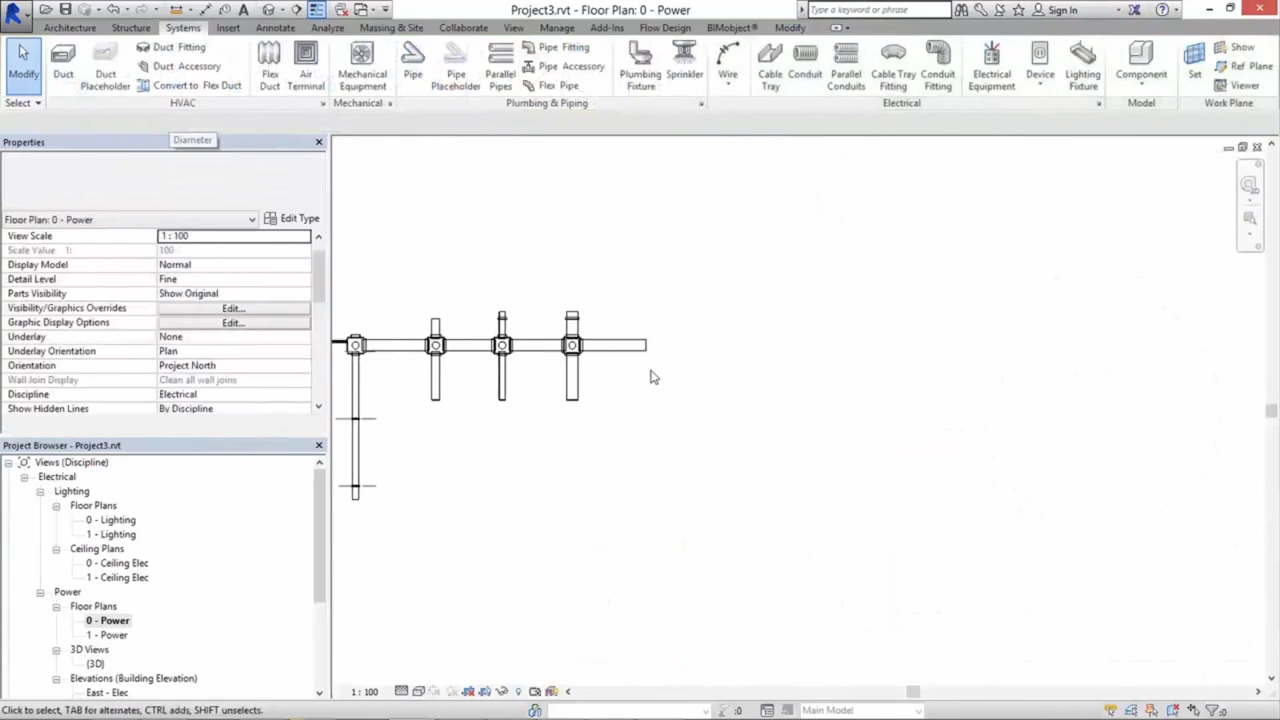 Project3.rvt - Floor Plan: 0 - Power
Type a keyword or phrase
Sign In
Architecture Structure Systems Insert Annotate Analyze Massing & Site Collaborate View Manage Add-Ins Flow Design BIMobject® Modify
Modify
Select
Duct
Duct Placeholder
Duct Fitting
Duct Accessory
Convert to Flex Duct
Flex Duct
Air Terminal
HVAC
Mechanical Equipment
Mechanical
Pipe
Pipe Placeholder
Parallel Pipes
Pipe Fitting
Pipe Accessory
Flex Pipe
Plumbing Fixture
Sprinkler
Plumbing & Piping
Wire
Cable Tray
Conduit
Parallel Conduits
Cable Tray Fitting
Conduit Fitting
Electrical Equipment
Device
Lighting Fixture
Electrical
Component
Model
Set
Show
Ref Plane
Viewer
Work Plane
Diameter
Properties
Floor Plan: 0 - Power
Edit Type
View Scale 1 : 100
Scale Value 1: 100
Display Model Normal
Detail Level Fine
Parts Visibility Show Original
Visibility/Graphics Overrides Edit...
Graphic Display Options Edit...
Underlay None
Underlay Orientation Plan
Orientation Project North
Wall Join Display Clean all wall joins
Discipline Electrical
Show Hidden Lines By Discipline
Project Browser - Project3.rvt
Views (Discipline)
Electrical
Lighting
Floor Plans
0 - Lighting
1 - Lighting
Ceiling Plans
0 - Ceiling Elec
1 - Ceiling Elec
Power
Floor Plans
0 - Power
1 - Power
3D Views
{3D}
Elevations (Building Elevation)
East - Elec
1 : 100
Click to select, TAB for alternates, CTRL adds, SHIFT unselects.
:0
Main Model
:0